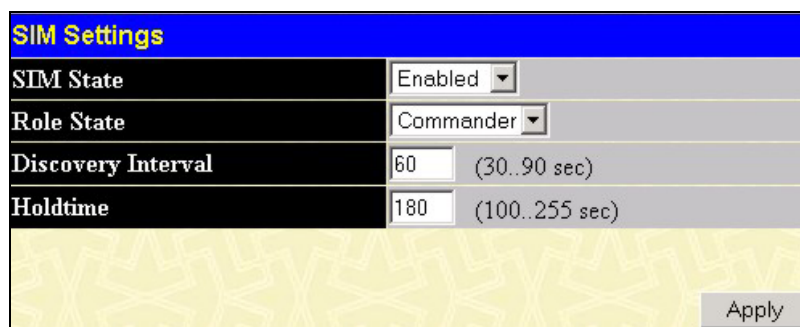 SIM Settings
SIM State Enabled
Role State Commander
Discovery Interval 60 (30..90 sec)
Holdtime 180 (100..255 sec)
Apply